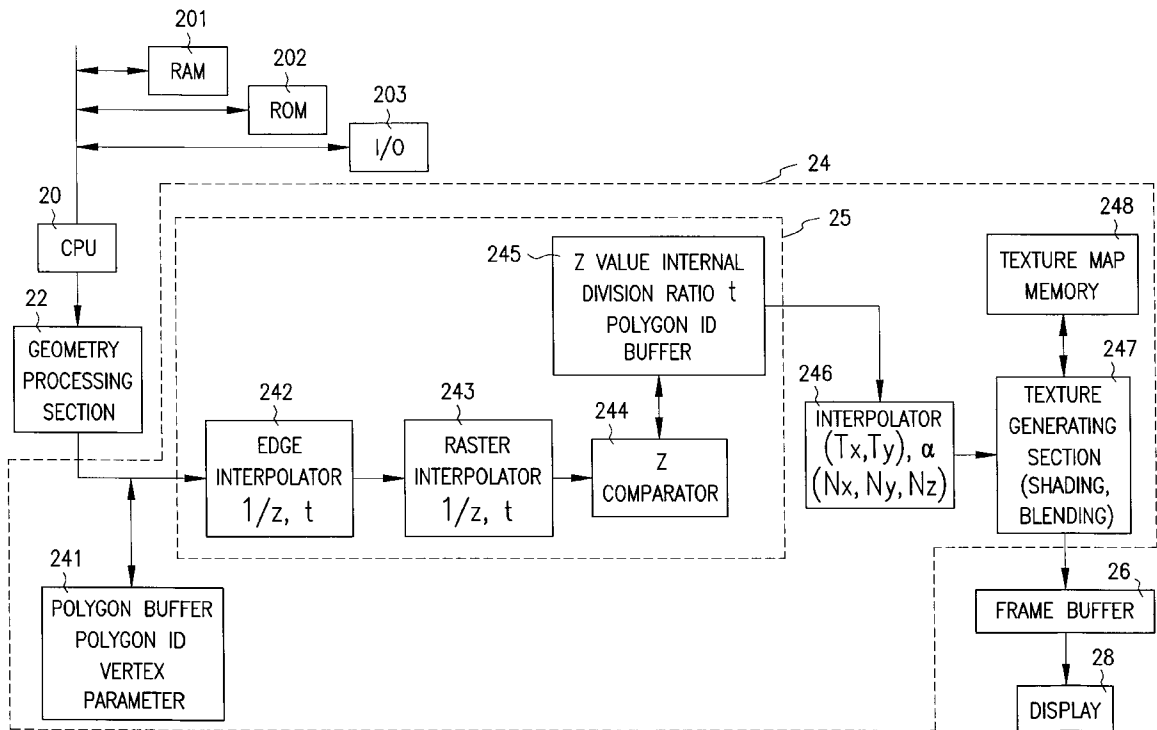 201
RAM
202
ROM
203
I/O
24
20
CPU
25
245
Z VALUE INTERNAL
DIVISION RATIO t
POLYGON ID
BUFFER
248
TEXTURE MAP
MEMORY
22
GEOMETRY
PROCESSING
SECTION
242
EDGE
INTERPOLATOR
1/z, t
243
RASTER
INTERPOLATOR
1/z, t
244
Z
COMPARATOR
246
INTERPOLATOR
(Tx,Ty), α
(Nx, Ny, Nz)
247
TEXTURE
GENERATING
SECTION
(SHADING,
BLENDING)
241
POLYGON BUFFER
POLYGON ID
VERTEX
PARAMETER
26
FRAME BUFFER
28
DISPLAY